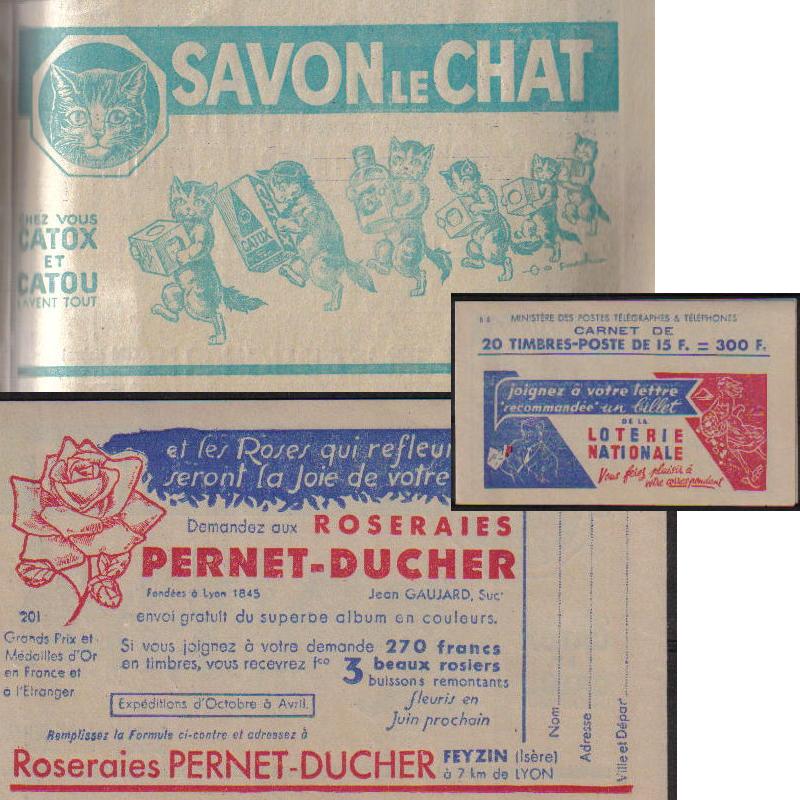 SAVON LE CHAT
CHEZ VOUS
CATOX
ET
CATOU
LAVENT TOUT
CATOX
84 MINISTÈRE DES POSTES TÉLÉGRAPHES & TÉLÉPHONES
CARNET DE
20 TIMBRES-POSTE DE 15 F. = 300 F.
joignez à votre lettre
"recommandée" un billet
DE LA
LOTERIE
NATIONALE
Vous ferez plaisir à
votre correspondant
et les Roses qui refleu
seront la Joie de votre
Demandez aux ROSERAIES
PERNET-DUCHER
Fondées à Lyon 1845 Jean GAUJARD, Sucr
envoi gratuit du superbe album en couleurs.
201
Grands Prix et
Médailles d'Or
en France et
à l'Etranger
Si vous joignez à votre demande 270 francs
en timbres, vous recevrez fco 3 beaux rosiers
buissons remontants
fleuris en
Juin prochain
Expéditions d'Octobre à Avril.
Remplissez la Formule ci-contre et adressez à
Roseraies PERNET-DUCHER FEYZIN (Isère)
à 7 km de LYON
Nom
Adresse
Ville et Dépar